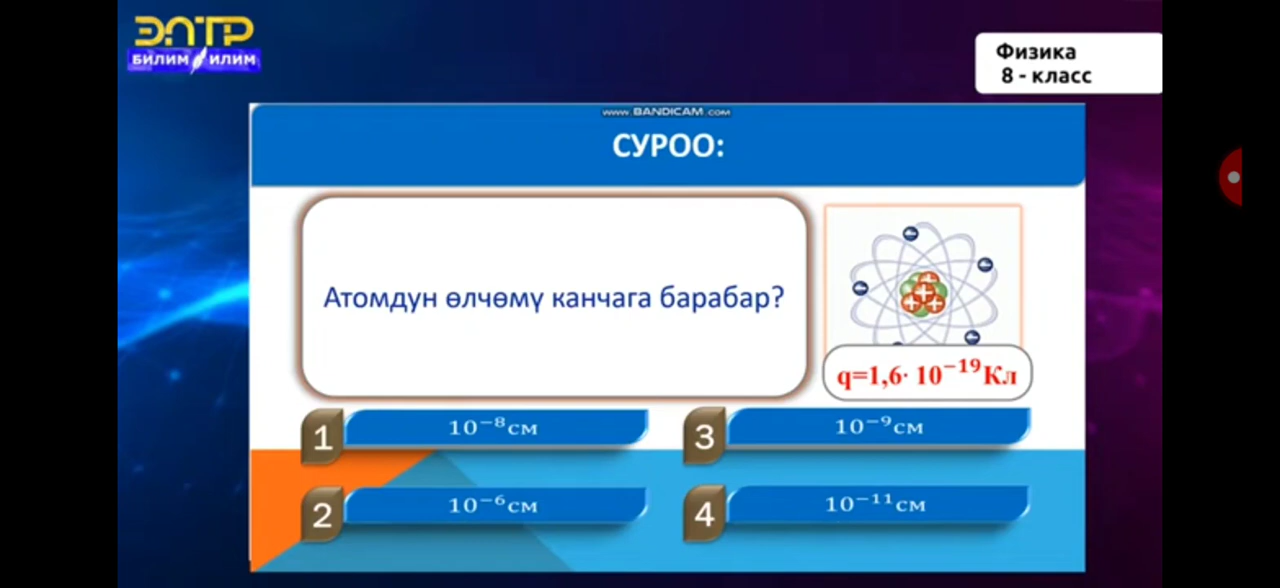 ЭЛТР
БИЛИМ ИЛИМ
Физика
8 - класс
www.BANDICAM.COM
СУРОО:
Атомдун өлчөмү канчага барабар?
q=1,6· 10⁻¹⁹Кл
1 10⁻⁸см
3 10⁻⁹см
2 10⁻⁶см
4 10⁻¹¹см